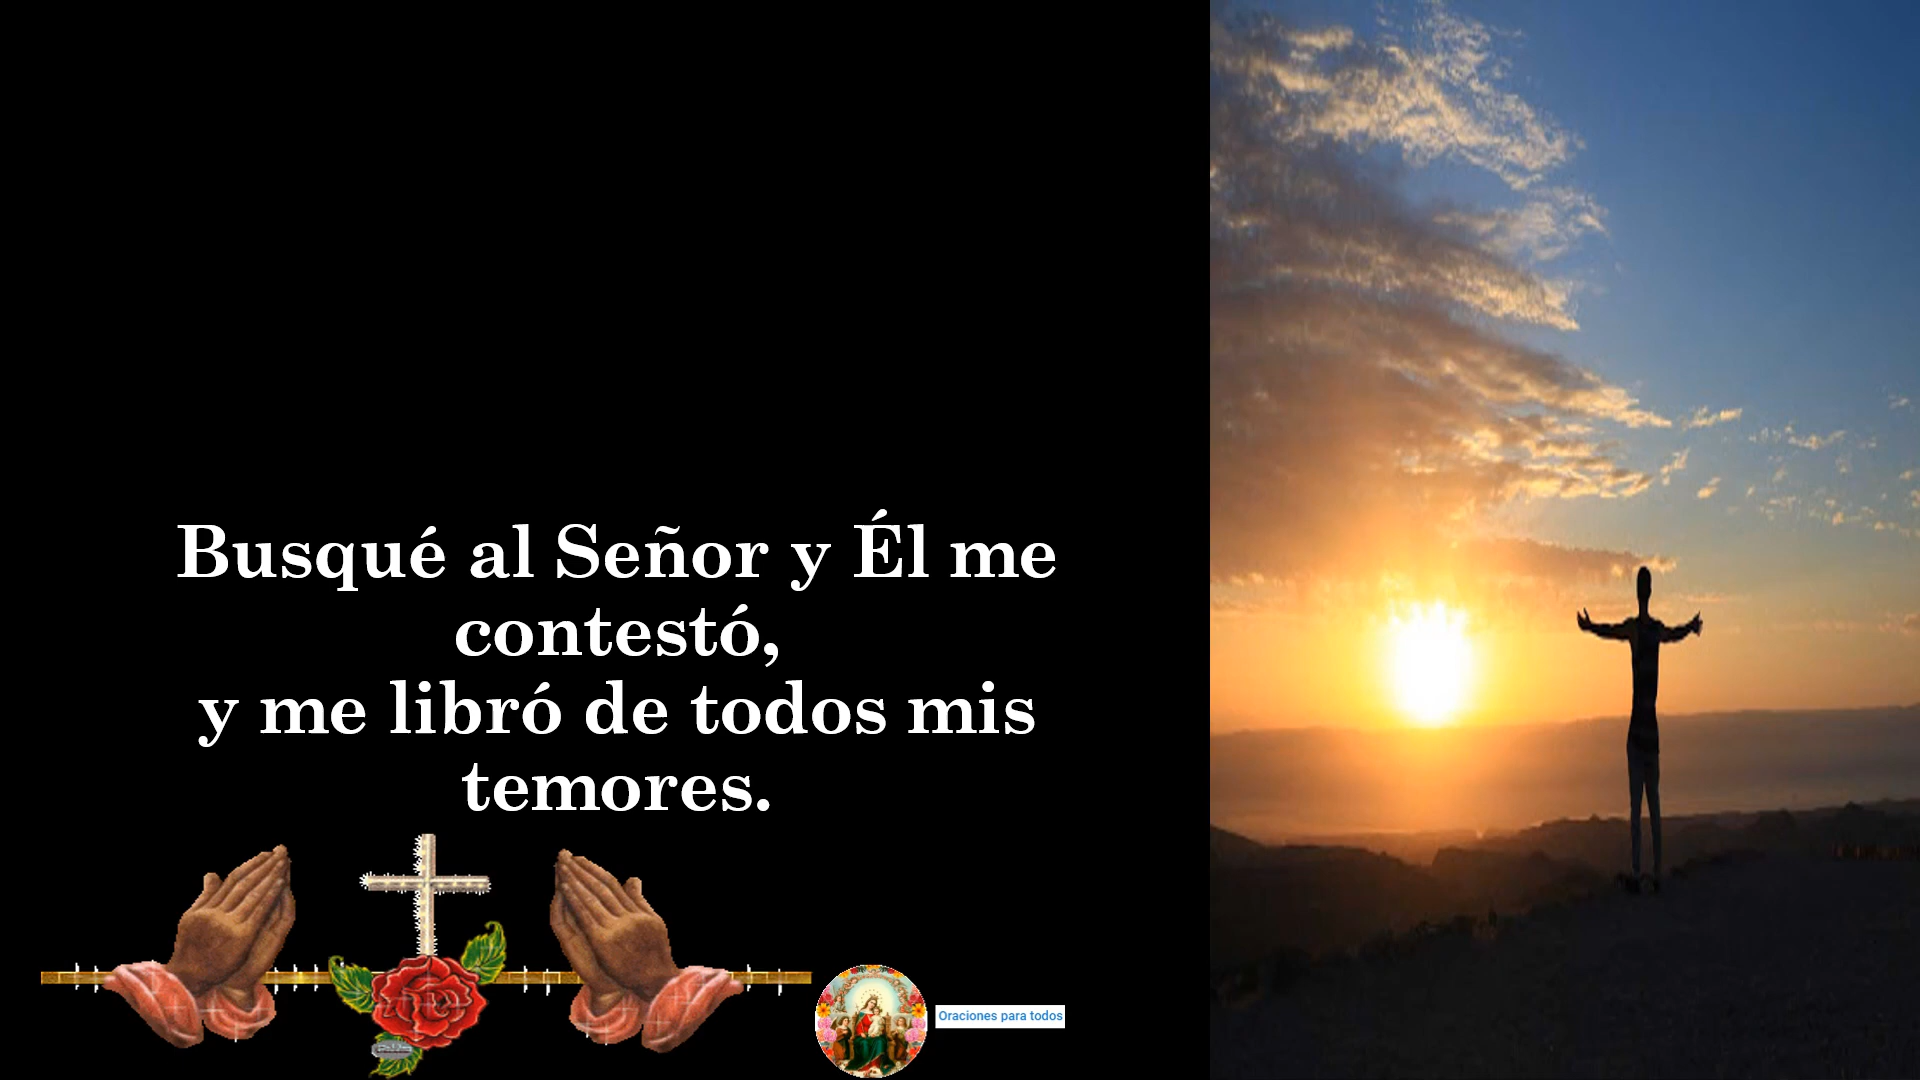 Busqué al Señor y Él me
contestó,
y me libró de todos mis
temores.
Oraciones para todos